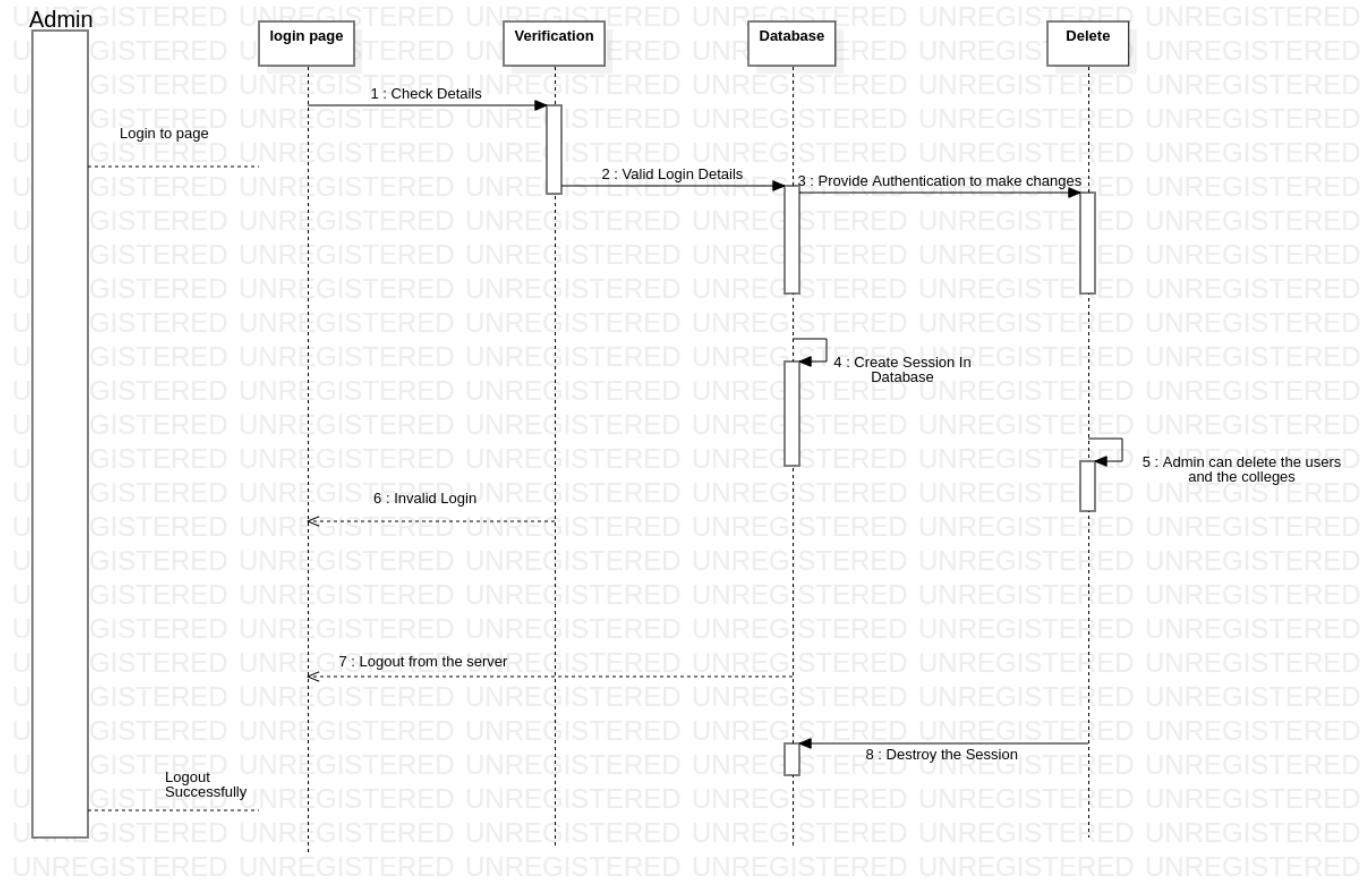 Admin
login page
Verification
Database
Delete
1 : Check Details
Login to page
2 : Valid Login Details
3 : Provide Authentication to make changes
4 : Create Session In
Database
5 : Admin can delete the users
and the colleges
6 : Invalid Login
7 : Logout from the server
8 : Destroy the Session
Logout
Successfully
UNREGISTERED